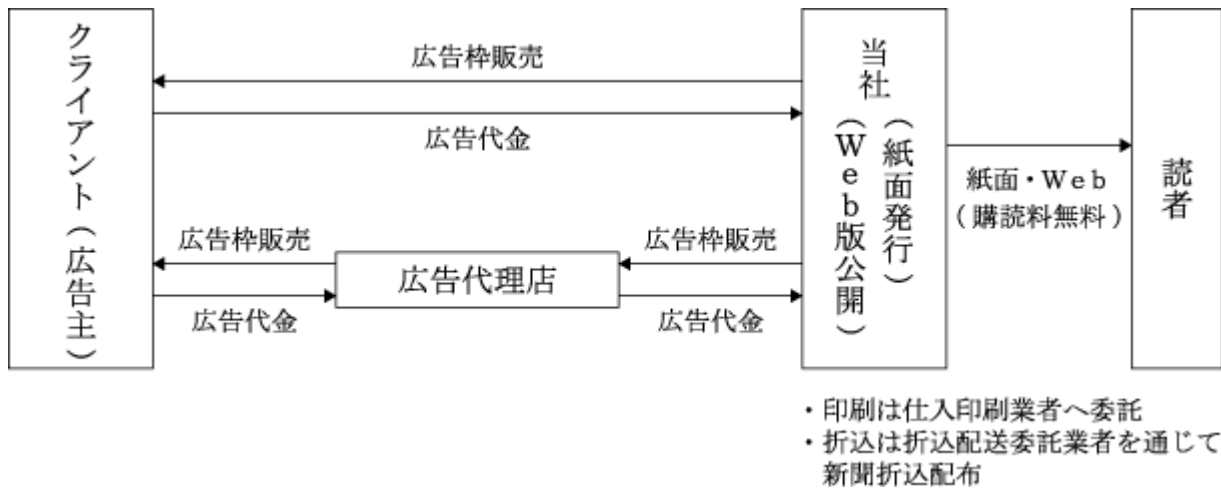 クライアント（広告主）
広告枠販売
広告代金
広告枠販売
広告代金
広告代理店
広告枠販売
広告代金
当社（紙面発行）
（Web版公開）
紙面・Web
（購読料無料）
読者
・印刷は仕入印刷業者へ委託
・折込は折込配送委託業者を通じて
新聞折込配布